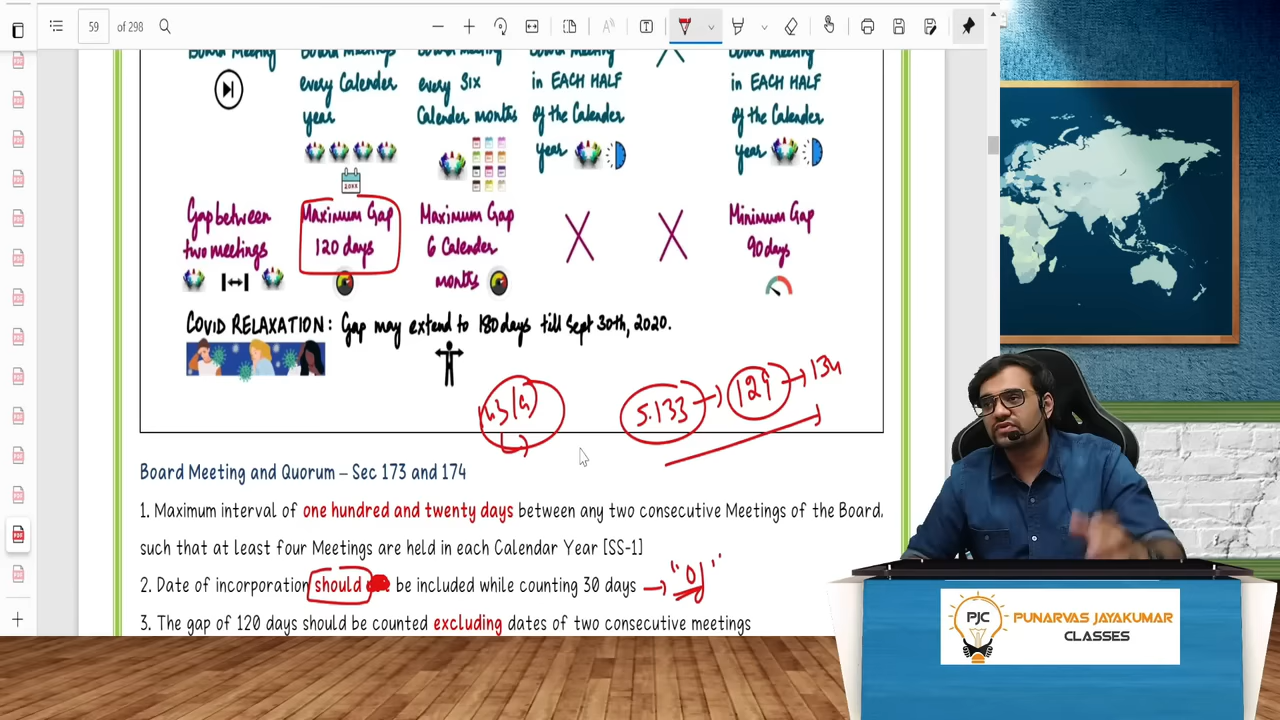 59 of 298
Board Meeting Board Meetings Board Meeting Board Meeting Board Meeting
every Calender every SIX in EACH HALF in EACH HALF
year Calender months of the Calender of the Calender
year year
20XX
Gap between Maximum Gap Maximum Gap Minimum Gap
two meetings 120 days 6 Calender 90 days
months
COVID RELAXATION: Gap may extend to 180 days till Sept 30th, 2020.
S.133 → 129 → 134
Board Meeting and Quorum – Sec 173 and 174
1. Maximum interval of one hundred and twenty days between any two consecutive Meetings of the Board,
such that at least four Meetings are held in each Calendar Year [SS-1]
2. Date of incorporation should be included while counting 30 days → "of"
3. The gap of 120 days should be counted excluding dates of two consecutive meetings
PJC
PUNARVAS JAYAKUMAR
CLASSES